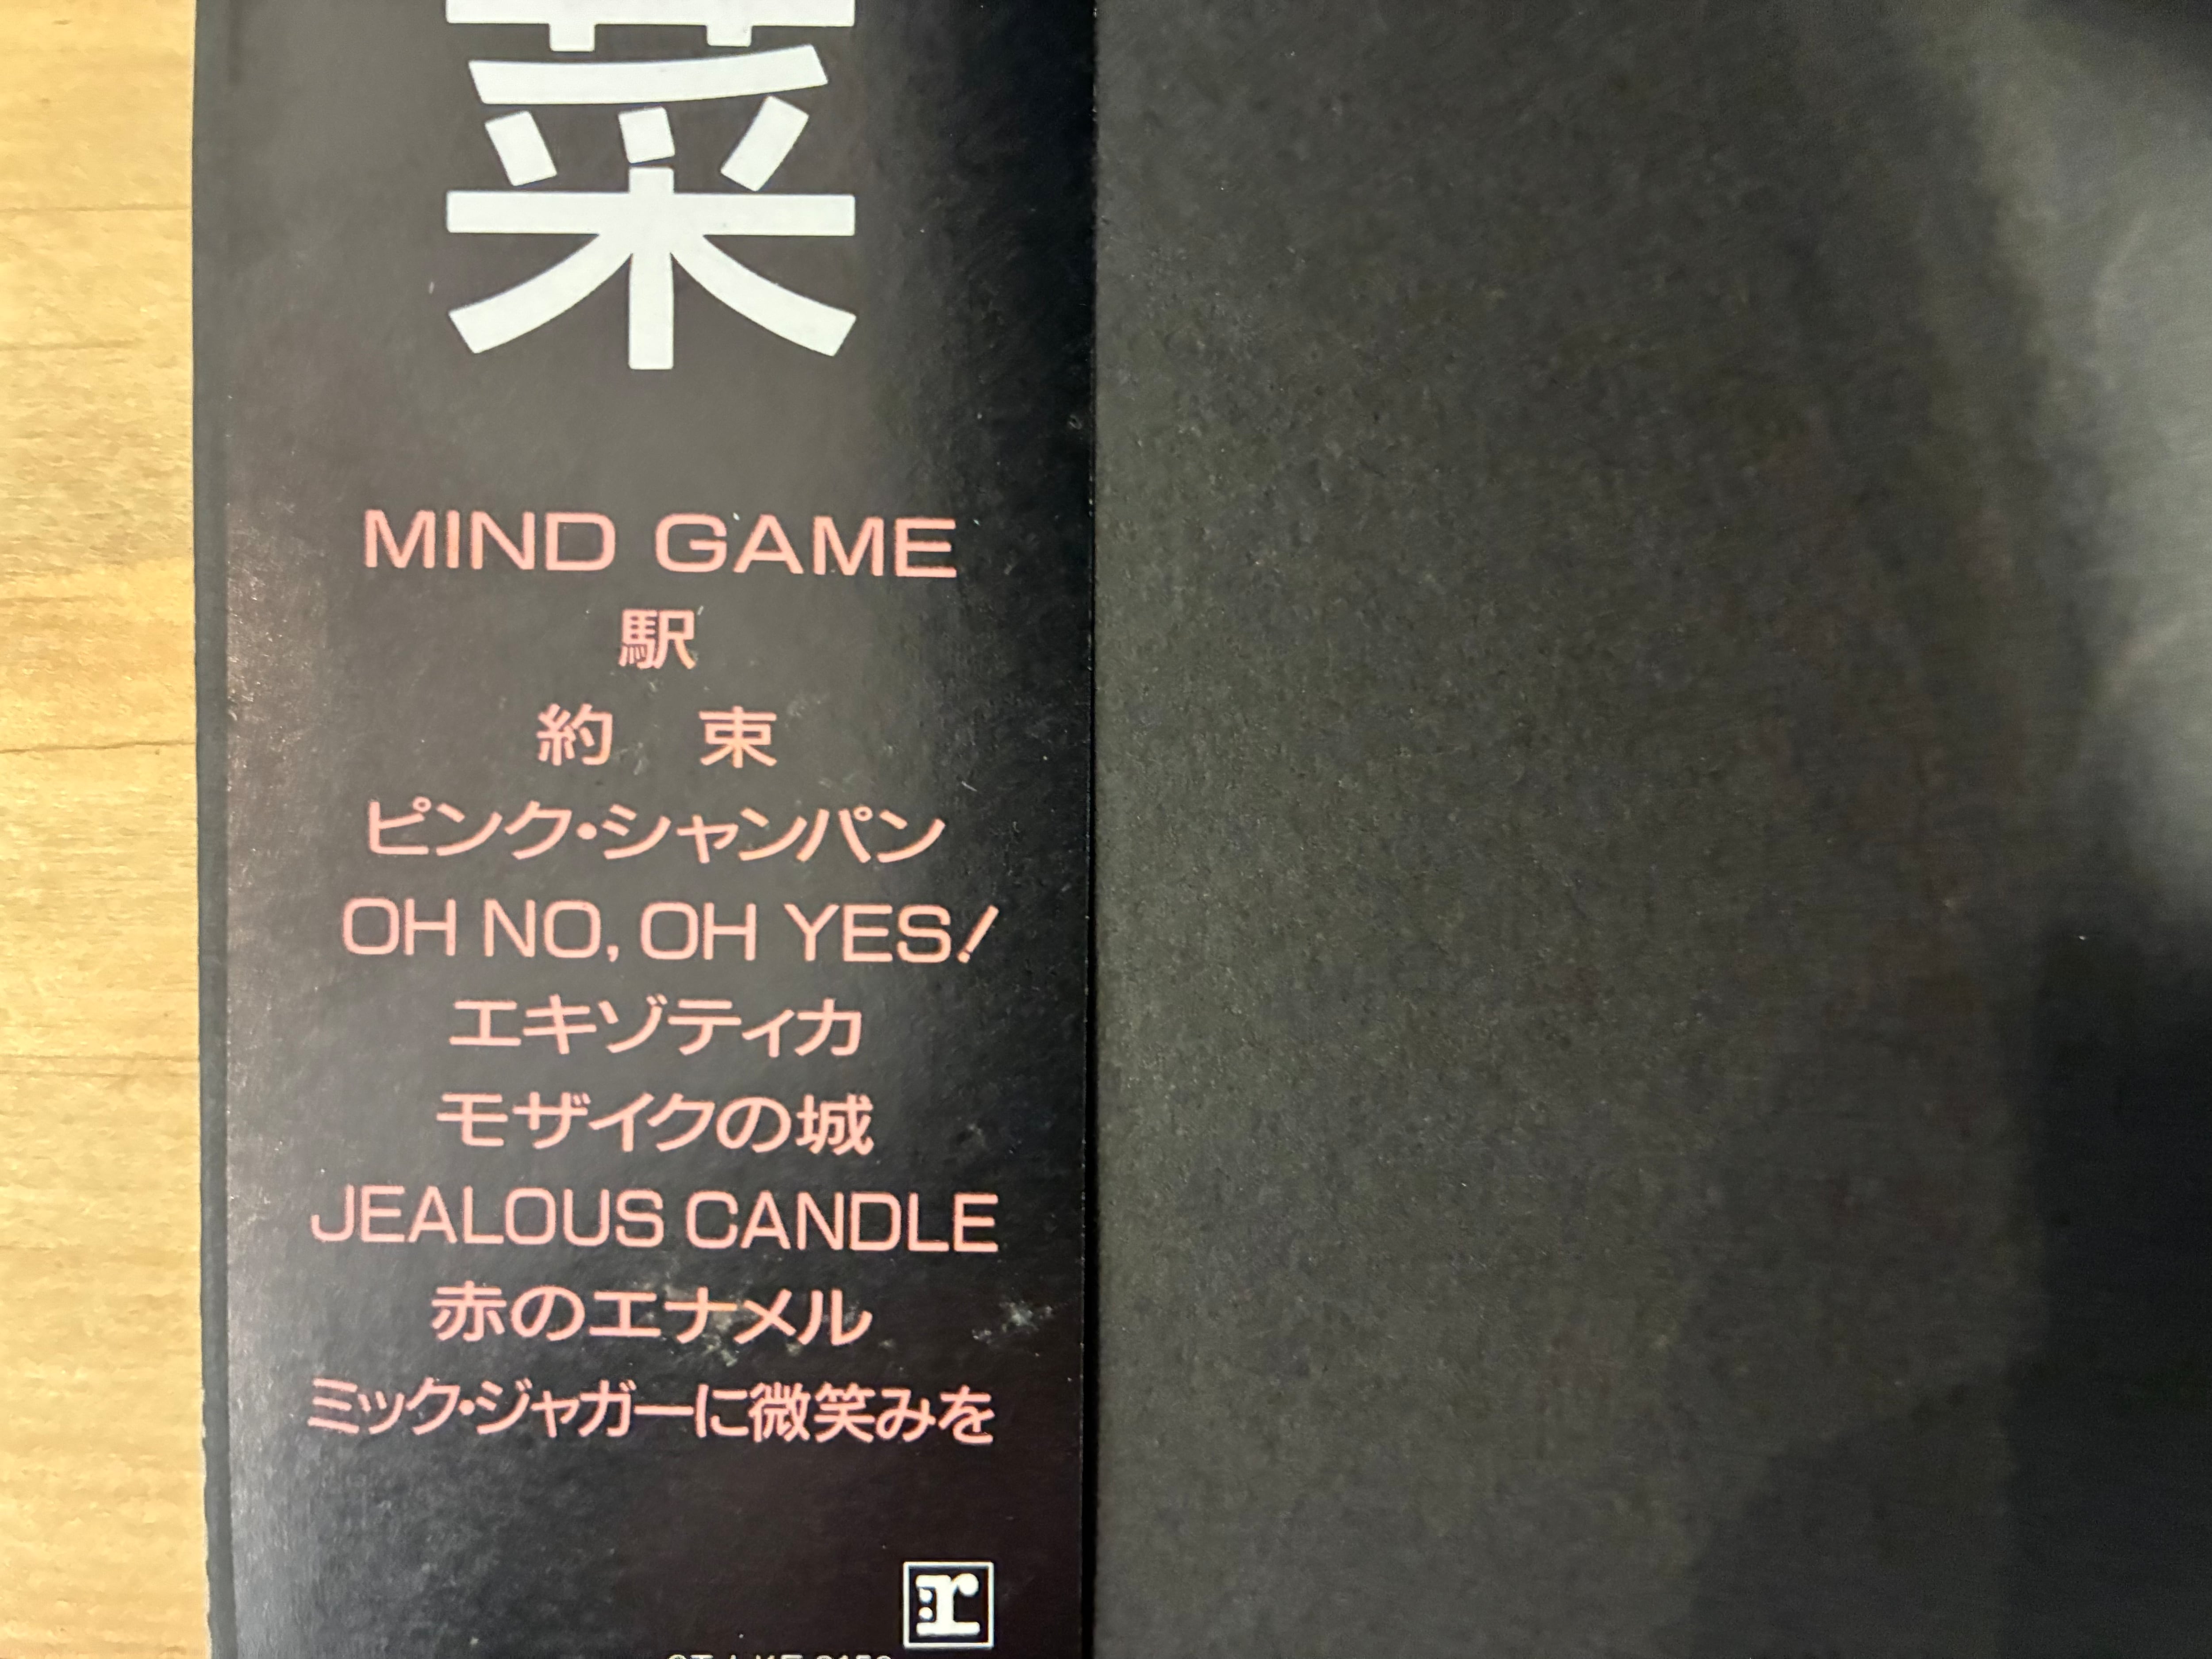 菜
MIND GAME
駅
約 束
ピンク・シャンパン
OH NO, OH YES!
エキゾティカ
モザイクの城
JEALOUS CANDLE
赤のエナメル
ミック・ジャガーに微笑みを
r